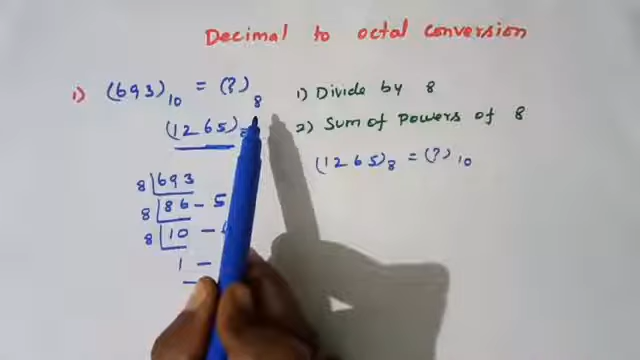 Decimal to octal conversion
1) (693)10 = (?)8
(1265)
8 693
8 86 - 5
8 10 -
1 -
1) Divide by 8
2) Sum of Powers of 8
(1265)8 = (?)10